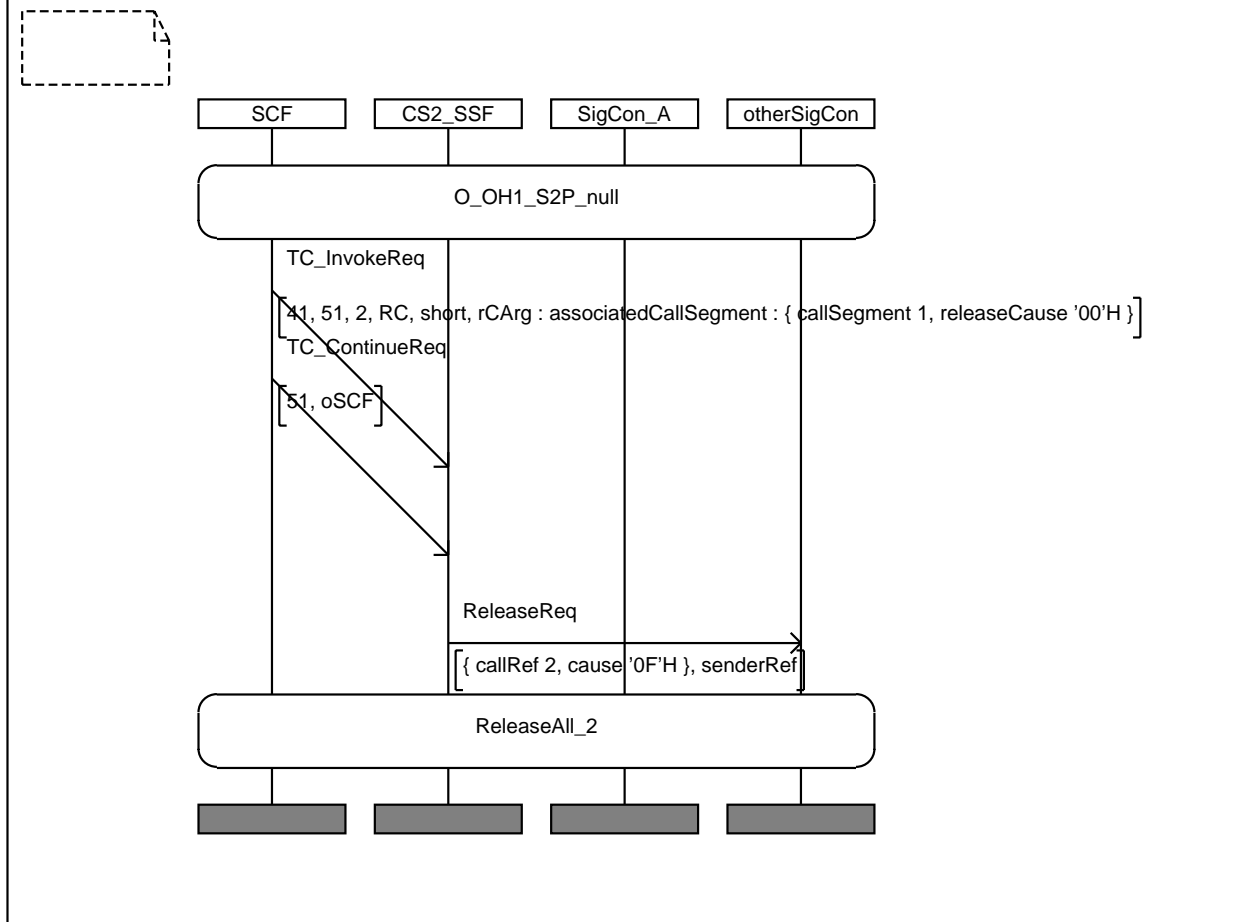 SCF CS2_SSF SigCon_A otherSigCon
O_OH1_S2P_null
TC_InvokeReq
41, 51, 2, RC, short, rCArg : associatedCallSegment : { callSegment 1, releaseCause '00'H }
TC_ContinueReq
51, oSCF
ReleaseReq
{ callRef 2, cause '0F'H }, senderRef
ReleaseAll_2